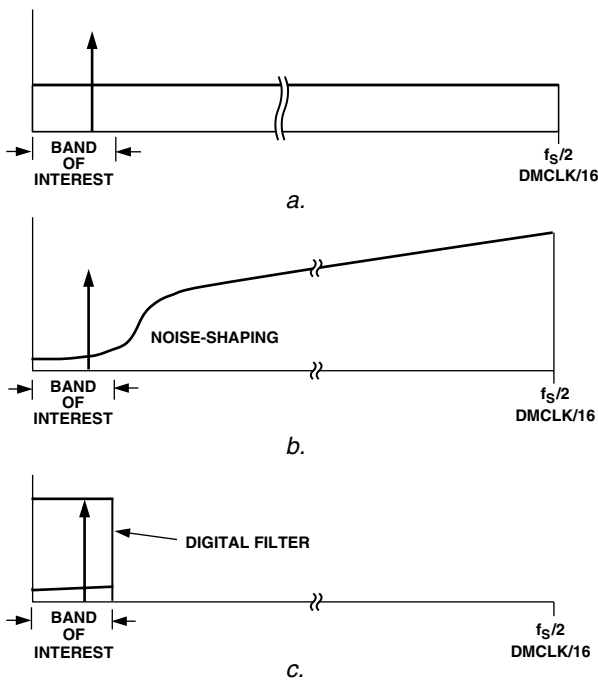 BAND
OF
INTEREST
fS/2
DMCLK/16
a.
NOISE-SHAPING
BAND
OF
INTEREST
fS/2
DMCLK/16
b.
DIGITAL FILTER
BAND
OF
INTEREST
fS/2
DMCLK/16
c.